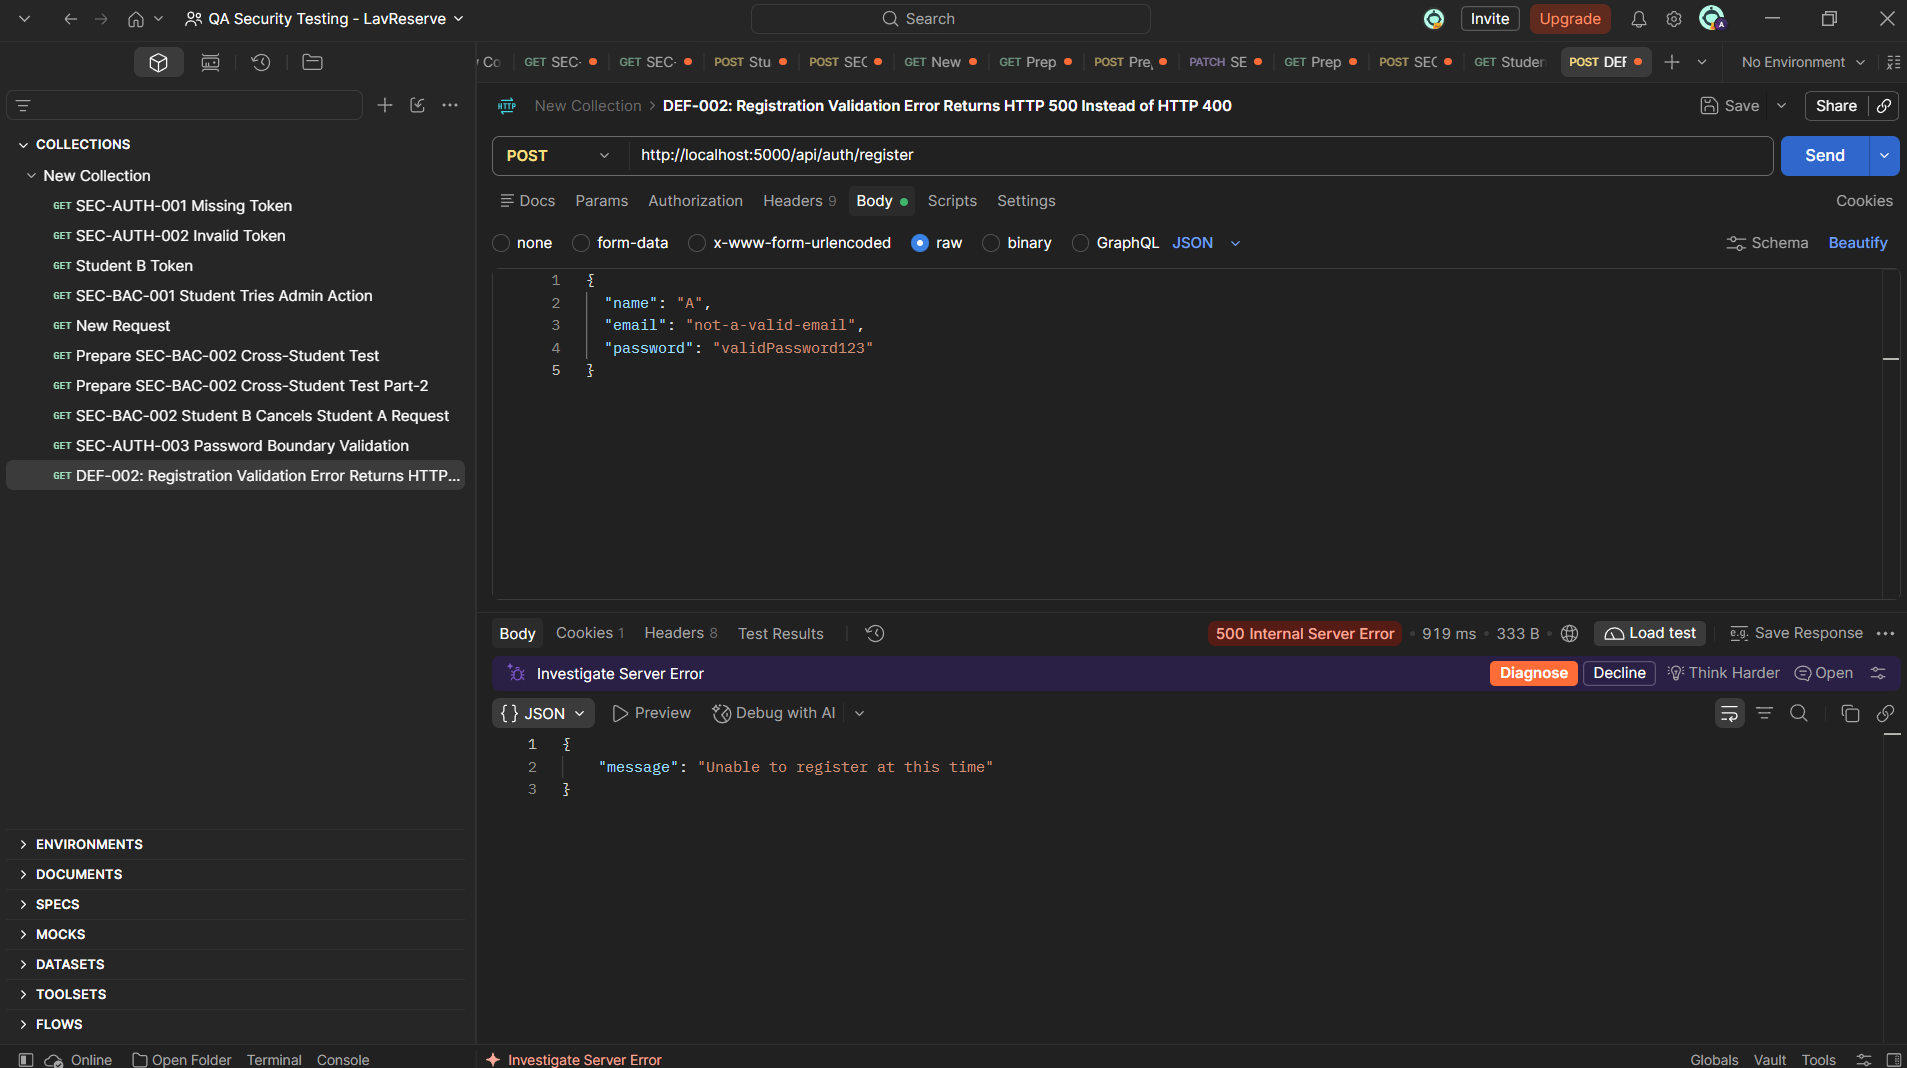 QA Security Testing - LavReserve
Search
Invite
Upgrade
GET SEC-
GET SEC-
POST Stu
POST SEC
GET New
GET Prep
POST Pre
PATCH SE
GET Prep
POST SEC
GET Studer
POST DEF
No Environment
New Collection > DEF-002: Registration Validation Error Returns HTTP 500 Instead of HTTP 400
Save
Share
COLLECTIONS
New Collection
GET SEC-AUTH-001 Missing Token
GET SEC-AUTH-002 Invalid Token
GET Student B Token
GET SEC-BAC-001 Student Tries Admin Action
GET New Request
GET Prepare SEC-BAC-002 Cross-Student Test
GET Prepare SEC-BAC-002 Cross-Student Test Part-2
GET SEC-BAC-002 Student B Cancels Student A Request
GET SEC-AUTH-003 Password Boundary Validation
GET DEF-002: Registration Validation Error Returns HTTP...
ENVIRONMENTS
DOCUMENTS
SPECS
MOCKS
DATASETS
TOOLSETS
FLOWS
HTTP
POST
http://localhost:5000/api/auth/register
Send
Docs Params Authorization Headers 9 Body Scripts Settings
Cookies
none form-data x-www-form-urlencoded raw binary GraphQL JSON
Schema Beautify
1 {
2 "name": "A",
3 "email": "not-a-valid-email",
4 "password": "validPassword123"
5 }
Body Cookies 1 Headers 8 Test Results
500 Internal Server Error • 919 ms • 333 B •
Load test
e.g. Save Response
Investigate Server Error
Diagnose Decline Think Harder Open
{} JSON Preview Debug with AI
1 {
2 "message": "Unable to register at this time"
3 }
Online Open Folder Terminal Console
Investigate Server Error
Globals Vault Tools